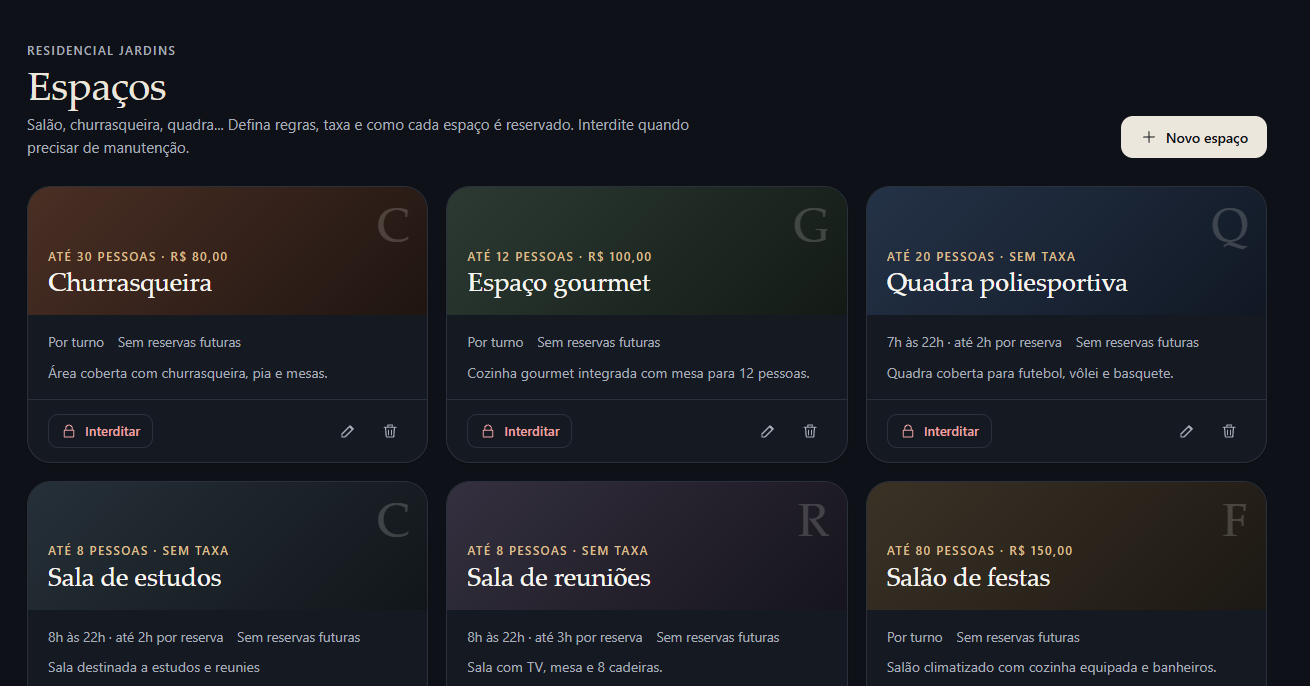 RESIDENCIAL JARDINS
Espaços
Salão, churrasqueira, quadra... Defina regras, taxa e como cada espaço é reservado. Interdite quando
precisar de manutenção.
+ Novo espaço
C
ATÉ 30 PESSOAS · R$ 80,00
Churrasqueira
Por turno Sem reservas futuras
Área coberta com churrasqueira, pia e mesas.
Interditar
G
ATÉ 12 PESSOAS · R$ 100,00
Espaço gourmet
Por turno Sem reservas futuras
Cozinha gourmet integrada com mesa para 12 pessoas.
Interditar
Q
ATÉ 20 PESSOAS · SEM TAXA
Quadra poliesportiva
7h às 22h · até 2h por reserva Sem reservas futuras
Quadra coberta para futebol, vôlei e basquete.
Interditar
C
ATÉ 8 PESSOAS · SEM TAXA
Sala de estudos
8h às 22h · até 2h por reserva Sem reservas futuras
Sala destinada a estudos e reunies
R
ATÉ 8 PESSOAS · SEM TAXA
Sala de reuniões
8h às 22h · até 3h por reserva Sem reservas futuras
Sala com TV, mesa e 8 cadeiras.
F
ATÉ 80 PESSOAS · R$ 150,00
Salão de festas
Por turno Sem reservas futuras
Salão climatizado com cozinha equipada e banheiros.